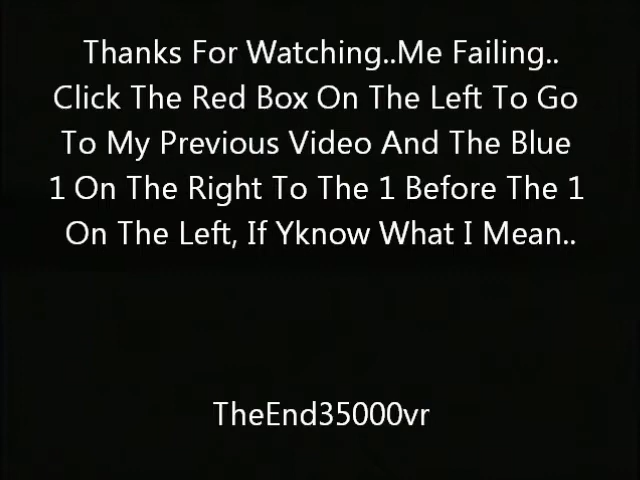 Thanks For Watching..Me Failing..
Click The Red Box On The Left To Go
To My Previous Video And The Blue
1 On The Right To The 1 Before The 1
On The Left, If Yknow What I Mean..
TheEnd35000vr